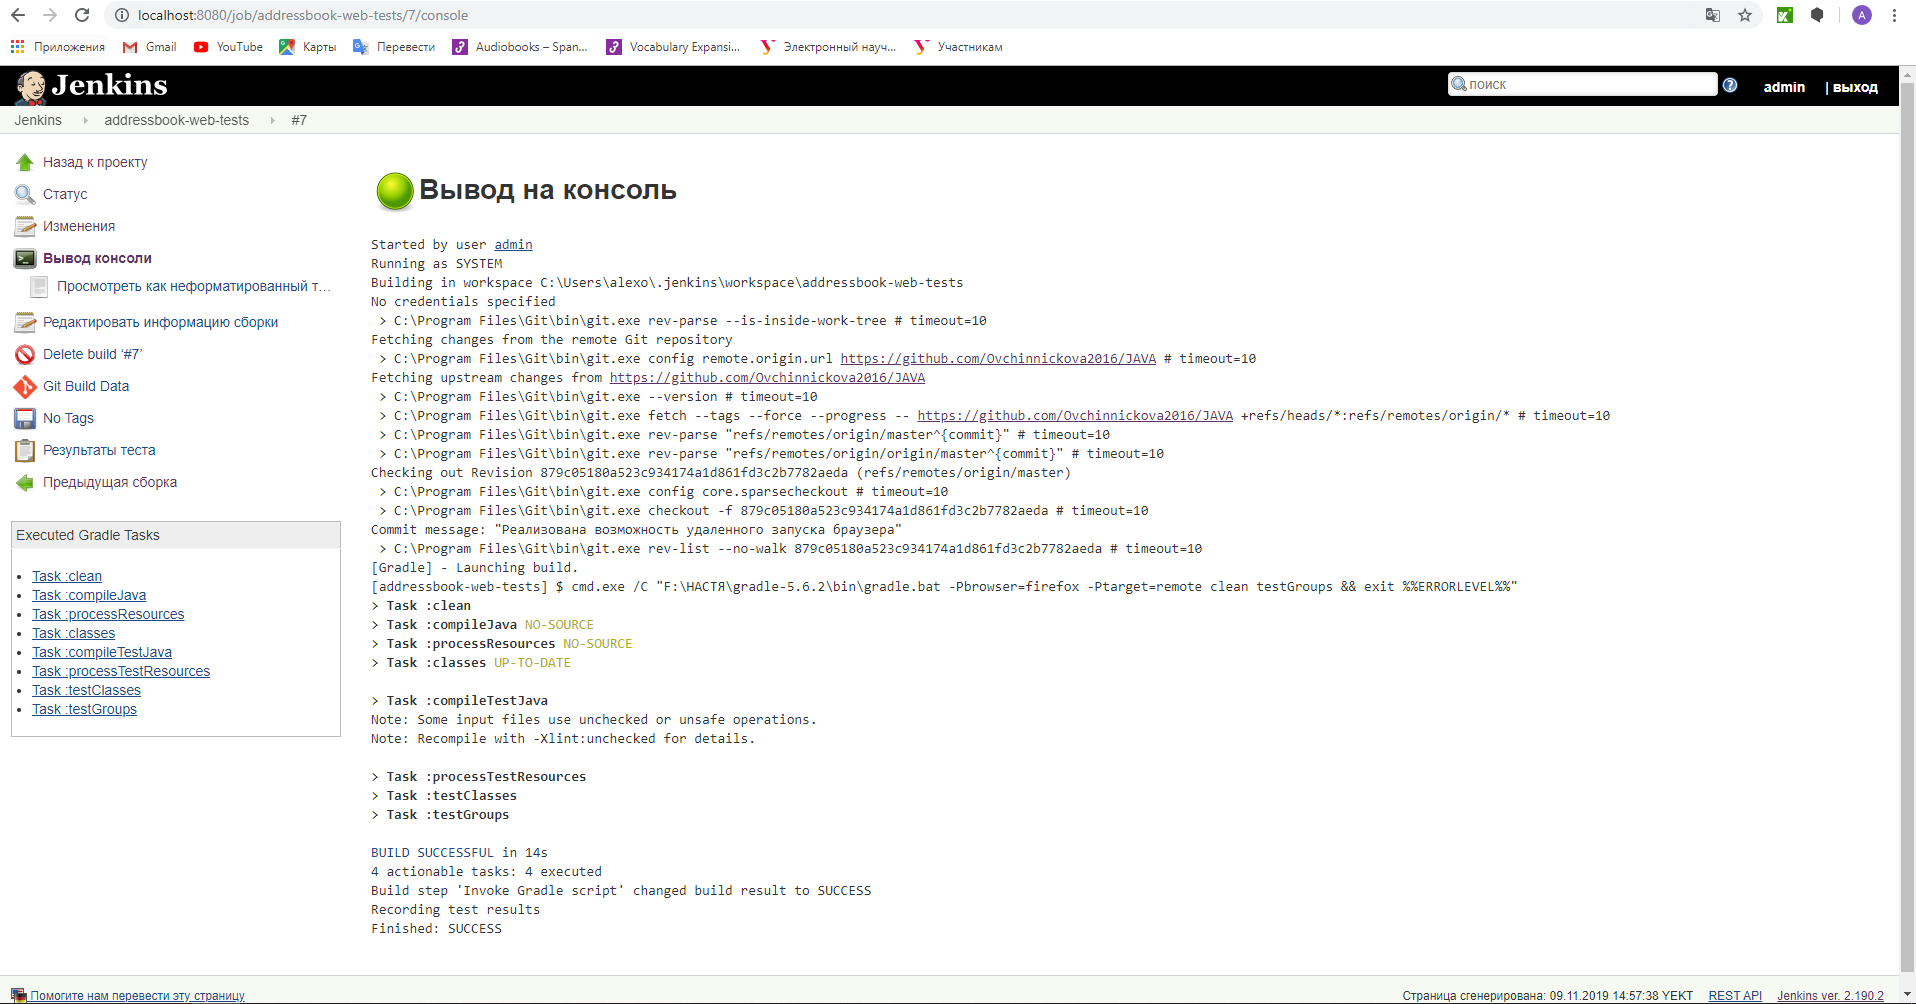 localhost:8080/job/addressbook-web-tests/7/console
A
Приложения
Gmail
YouTube
Карты
Перевести
Audiobooks – Span...
Vocabulary Expansi...
Электронный науч...
Участникам
Jenkins
поиск
admin
| выход
Jenkins
addressbook-web-tests
#7
Назад к проекту
Статус
Изменения
Вывод консоли
Просмотреть как неформатированный т...
Редактировать информацию сборки
Delete build ‘#7’
Git Build Data
No Tags
Результаты теста
Предыдущая сборка
Executed Gradle Tasks
Task :clean
Task :compileJava
Task :processResources
Task :classes
Task :compileTestJava
Task :processTestResources
Task :testClasses
Task :testGroups
Вывод на консоль
Started by user admin
Running as SYSTEM
Building in workspace C:\Users\alexo\.jenkins\workspace\addressbook-web-tests
No credentials specified
> C:\Program Files\Git\bin\git.exe rev-parse --is-inside-work-tree # timeout=10
Fetching changes from the remote Git repository
> C:\Program Files\Git\bin\git.exe config remote.origin.url https://github.com/Ovchinnickova2016/JAVA # timeout=10
Fetching upstream changes from https://github.com/Ovchinnickova2016/JAVA
> C:\Program Files\Git\bin\git.exe --version # timeout=10
> C:\Program Files\Git\bin\git.exe fetch --tags --force --progress -- https://github.com/Ovchinnickova2016/JAVA +refs/heads/*:refs/remotes/origin/* # timeout=10
> C:\Program Files\Git\bin\git.exe rev-parse "refs/remotes/origin/master^{commit}" # timeout=10
> C:\Program Files\Git\bin\git.exe rev-parse "refs/remotes/origin/origin/master^{commit}" # timeout=10
Checking out Revision 879c05180a523c934174a1d861fd3c2b7782aeda (refs/remotes/origin/master)
> C:\Program Files\Git\bin\git.exe config core.sparsecheckout # timeout=10
> C:\Program Files\Git\bin\git.exe checkout -f 879c05180a523c934174a1d861fd3c2b7782aeda # timeout=10
Commit message: "Реализована возможность удаленного запуска браузера"
> C:\Program Files\Git\bin\git.exe rev-list --no-walk 879c05180a523c934174a1d861fd3c2b7782aeda # timeout=10
[Gradle] - Launching build.
[addressbook-web-tests] $ cmd.exe /C "F:\НАСТЯ\gradle-5.6.2\bin\gradle.bat -Pbrowser=firefox -Ptarget=remote clean testGroups && exit %%ERRORLEVEL%%"
> Task :clean
> Task :compileJava NO-SOURCE
> Task :processResources NO-SOURCE
> Task :classes UP-TO-DATE
> Task :compileTestJava
Note: Some input files use unchecked or unsafe operations.
Note: Recompile with -Xlint:unchecked for details.
> Task :processTestResources
> Task :testClasses
> Task :testGroups
BUILD SUCCESSFUL in 14s
4 actionable tasks: 4 executed
Build step 'Invoke Gradle script' changed build result to SUCCESS
Recording test results
Finished: SUCCESS
Помогите нам перевести эту страницу
Страница сгенерирована: 09.11.2019 14:57:38 YEKT
REST API
Jenkins ver. 2.190.2